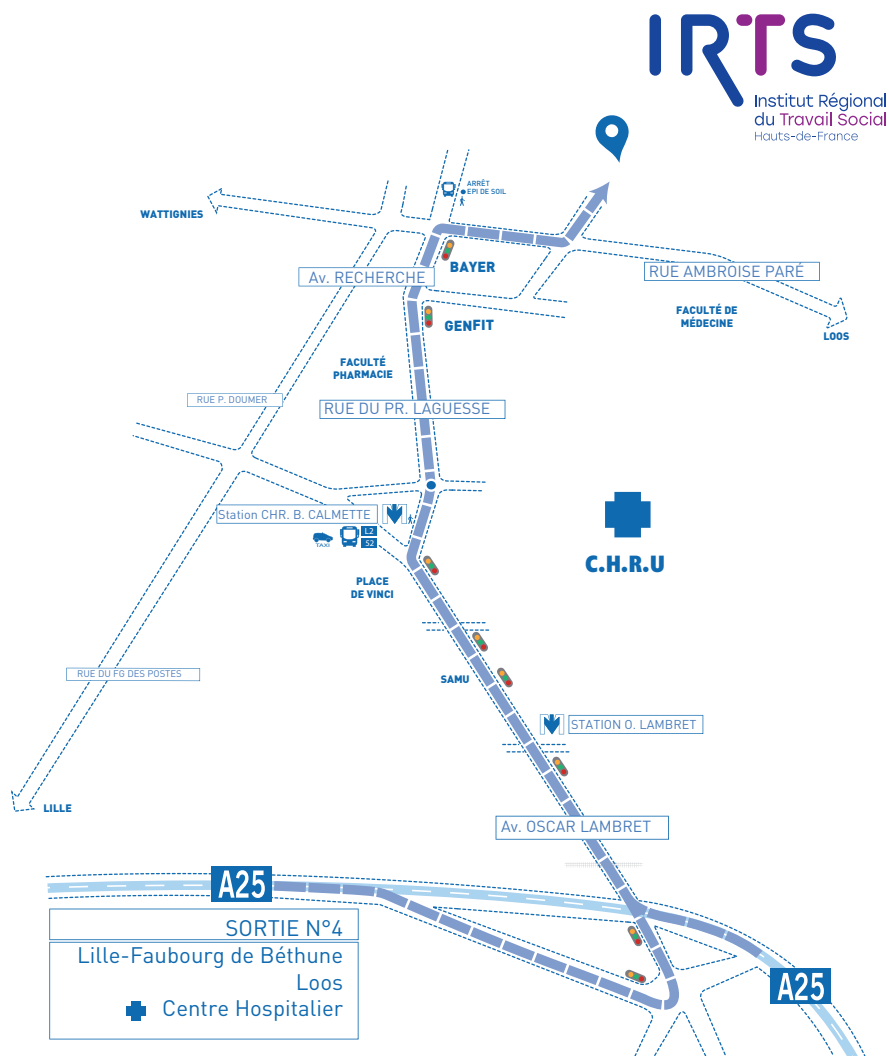 IRTS
Institut Régional
du Travail Social
Hauts-de-France
ARRÊT
EPI DE SOIL
WATTIGNIES
BAYER
Av. RECHERCHE
RUE AMBROISE PARÉ
FACULTÉ DE
MÉDECINE
GENFIT
LOOS
FACULTÉ
PHARMACIE
RUE P. DOUMER
RUE DU PR. LAGUESSE
Station CHR. B. CALMETTE
TAXI
L2
52
C.H.R.U
PLACE
DE VINCI
SAMU
RUE DU FG DES POSTES
STATION O. LAMBRET
LILLE
Av. OSCAR LAMBRET
A25
SORTIE N°4
Lille-Faubourg de Béthune
Loos
Centre Hospitalier
A25